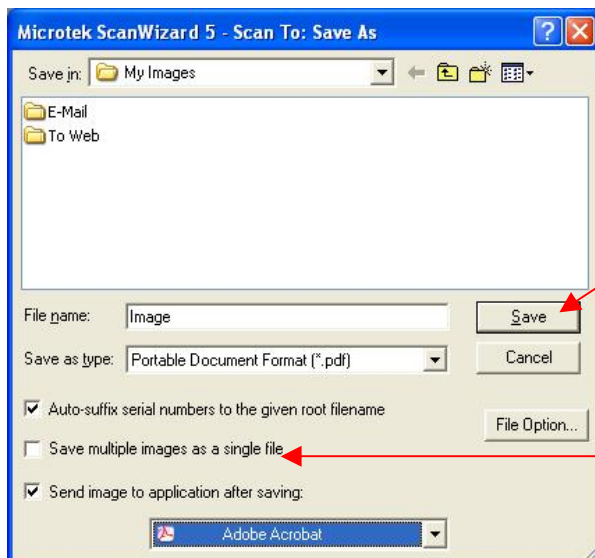 Microtek ScanWizard 5 - Scan To: Save As
Save in: My Images
E-Mail
To Web
File name: Image Save
Save as type: Portable Document Format (*.pdf) Cancel
Auto-suffix serial numbers to the given root filename
File Option...
Save multiple images as a single file
Send image to application after saving:
Adobe Acrobat